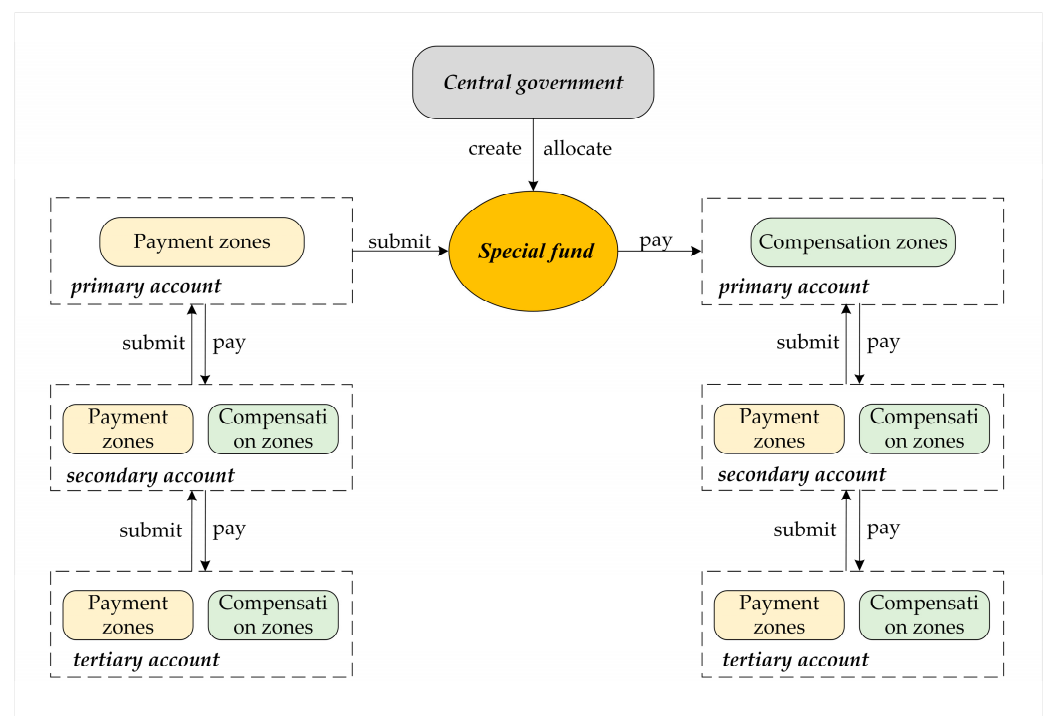 Central government
create allocate
Payment zones
submit
Special fund
pay
Compensation zones
primary account
primary account
submit pay
submit pay
Payment
zones
Compensati
on zones
secondary account
Payment
zones
Compensati
on zones
secondary account
submit pay
submit pay
Payment
zones
Compensati
on zones
tertiary account
Payment
zones
Compensati
on zones
tertiary account